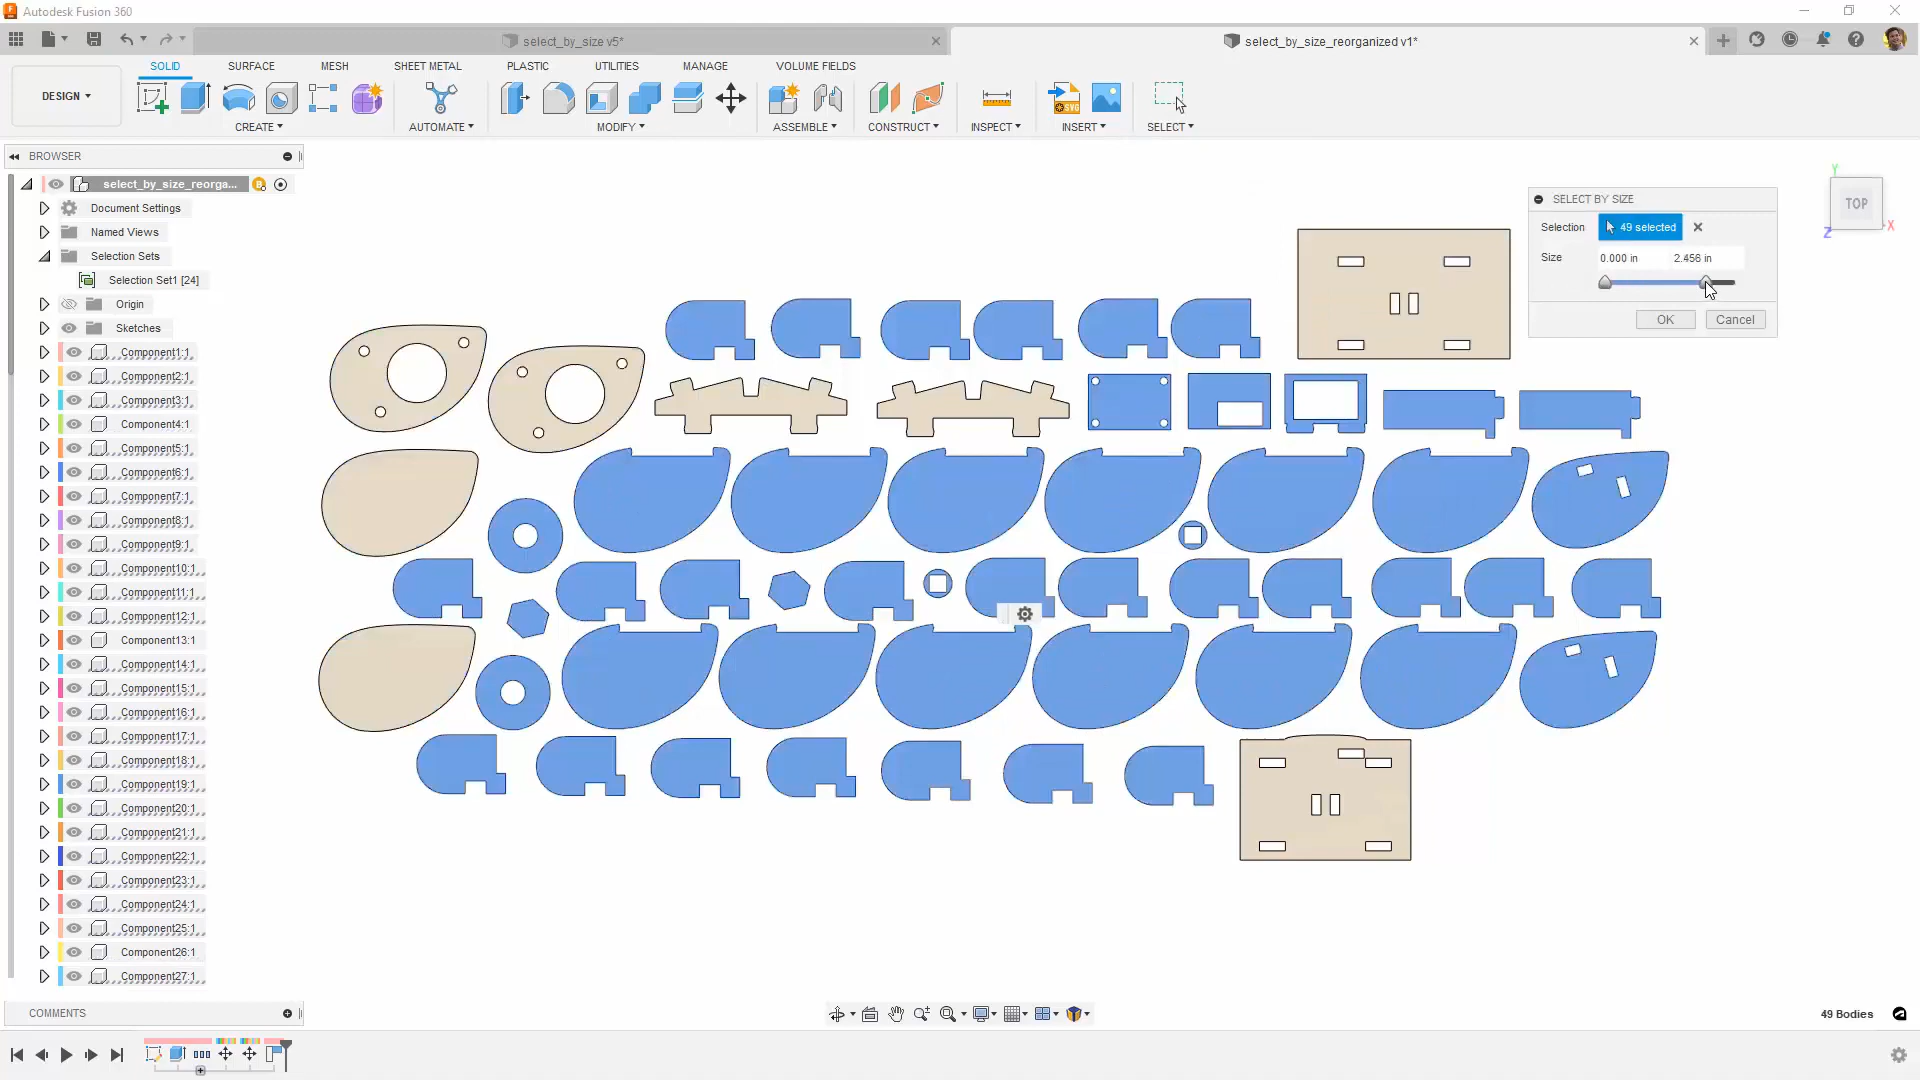 Autodesk Fusion 360
select_by_size v5*
select_by_size_reorganized v1*
DESIGN
SOLID
SURFACE
MESH
SHEET METAL
PLASTIC
UTILITIES
MANAGE
VOLUME FIELDS
CREATE
AUTOMATE
MODIFY
ASSEMBLE
CONSTRUCT
INSPECT
INSERT
SELECT
SVG
BROWSER
select_by_size_reorga...
Document Settings
Named Views
Selection Sets
Selection Set1 [24]
Origin
Sketches
Component1:1
Component2:1
Component3:1
Component4:1
Component5:1
Component6:1
Component7:1
Component8:1
Component9:1
Component10:1
Component11:1
Component12:1
Component13:1
Component14:1
Component15:1
Component16:1
Component17:1
Component18:1
Component19:1
Component20:1
Component21:1
Component22:1
Component23:1
Component24:1
Component25:1
Component26:1
Component27:1
SELECT BY SIZE
Selection
49 selected
Size
0.000 in
2.456 in
OK
Cancel
Y
TOP
X
Z
COMMENTS
49 Bodies